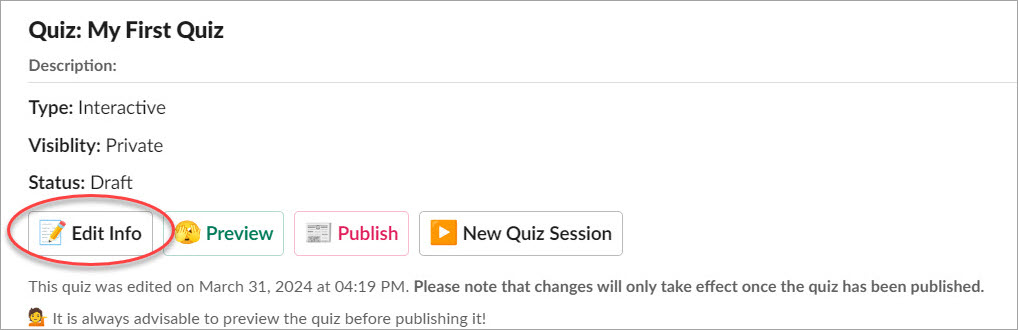 Quiz: My First Quiz
Description:
Type: Interactive
Visiblity: Private
Status: Draft
Edit Info Preview Publish New Quiz Session
This quiz was edited on March 31, 2024 at 04:19 PM. Please note that changes will only take effect once the quiz has been published.
It is always advisable to preview the quiz before publishing it!